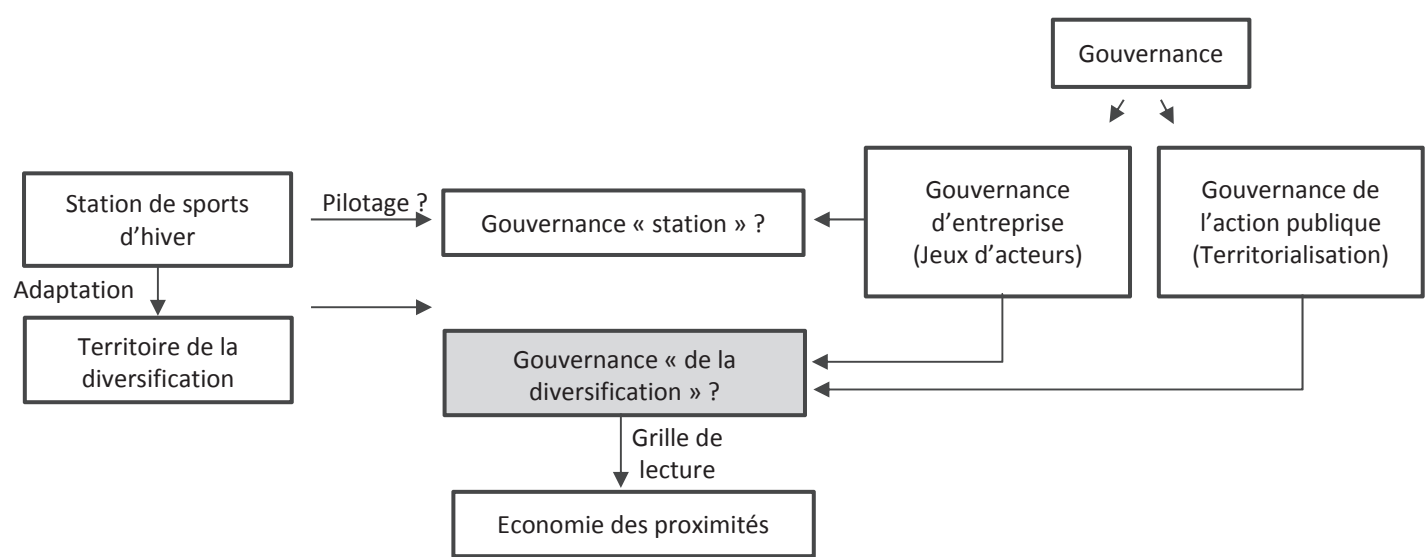 Gouvernance
Station de sports
d’hiver
Pilotage ?
Gouvernance « station » ?
Gouvernance
d’entreprise
(Jeux d’acteurs)
Gouvernance de
l’action publique
(Territorialisation)
Adaptation
Territoire de la
diversification
Gouvernance « de la
diversification » ?
Grille de
lecture
Economie des proximités